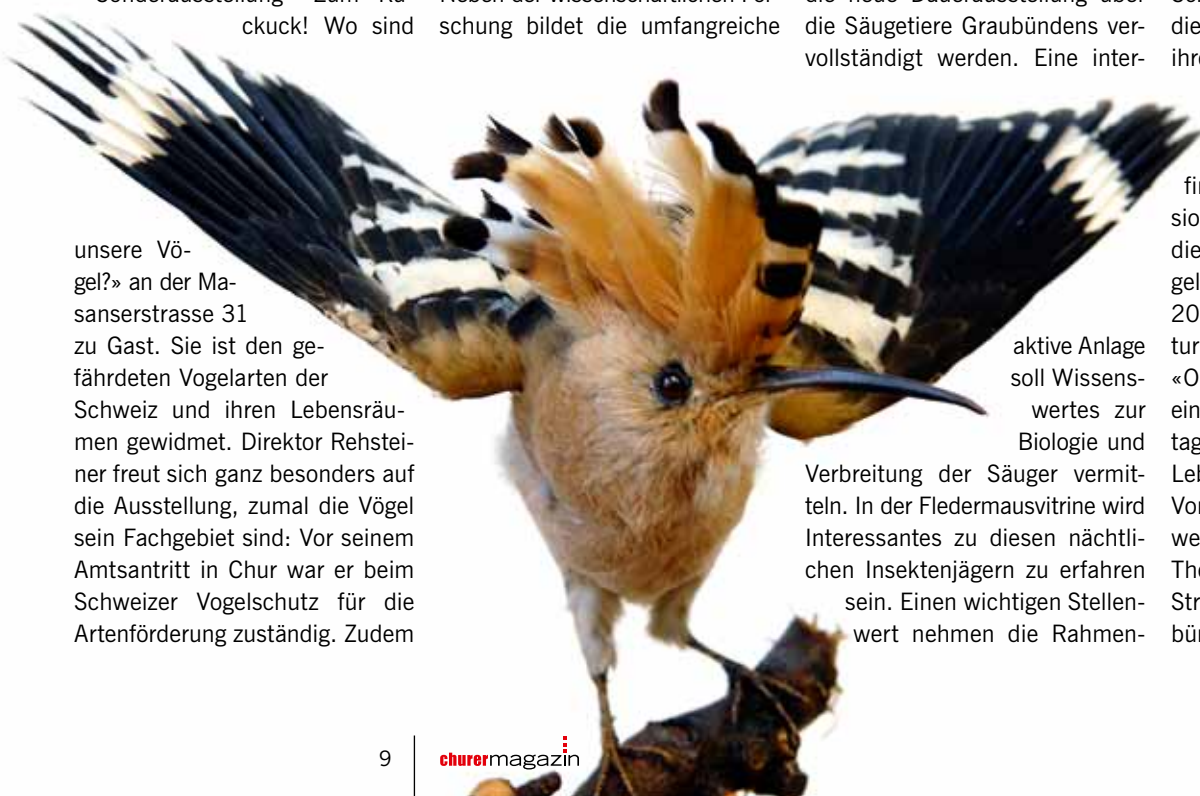 ckuck! Wo sind
unsere Vö-
gel?» an der Ma-
sanserstrasse 31
zu Gast. Sie ist den ge-
fährdeten Vogelarten der
Schweiz und ihren Lebensräu-
men gewidmet. Direktor Rehstei-
ner freut sich ganz besonders auf
die Ausstellung, zumal die Vögel
sein Fachgebiet sind: Vor seinem
Amtsantritt in Chur war er beim
Schweizer Vogelschutz für die
Artenförderung zuständig. Zudem
schung bildet die umfangreiche
die Säugetiere Graubündens ver-
vollständigt werden. Eine inter-
aktive Anlage
soll Wissens-
wertes zur
Biologie und
Verbreitung der Säuger vermit-
teln. In der Fledermausvitrine wird
Interessantes zu diesen nächtli-
chen Insektenjägern zu erfahren
sein. Einen wichtigen Stellen-
wert nehmen die Rahmen-
9
churermagazin